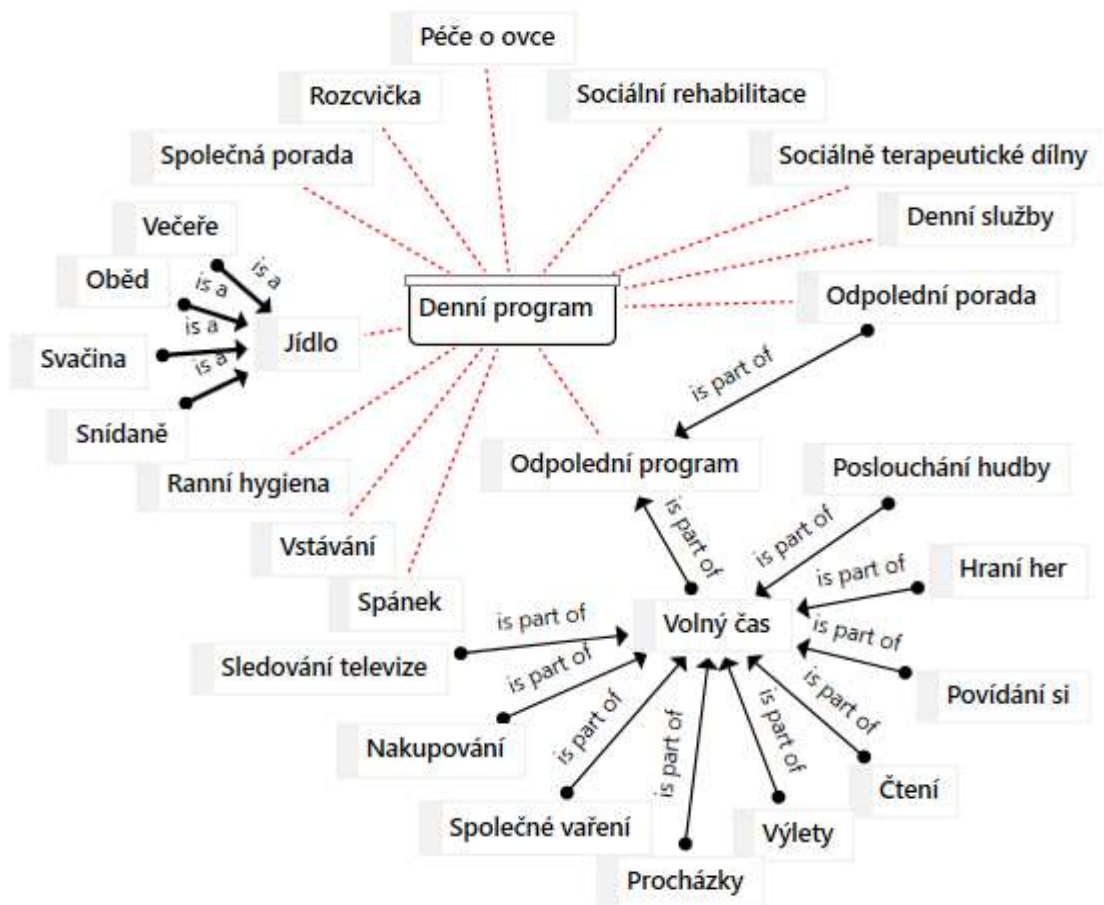 Péče o ovce
Rozcvička
Sociální rehabilitace
Společná porada
Sociálně terapeutické dílny
Večeře
Denní služby
Oběd
is a
is a
Denní program
Odpolední porada
is a
Jídlo
Svačina
is a
is part of
Snídaně
Odpolední program
Poslouchání hudby
Ranní hygiena
is part of
is part of
Vstávání
is part of
Hraní her
Spánek
is part of
Volný čas
is part of
Sledování televize
is part of
is part of
Povídání si
Nakupování
is part of
is part of
is part of
Čtení
Společné vaření
Výlety
is part of
Procházky